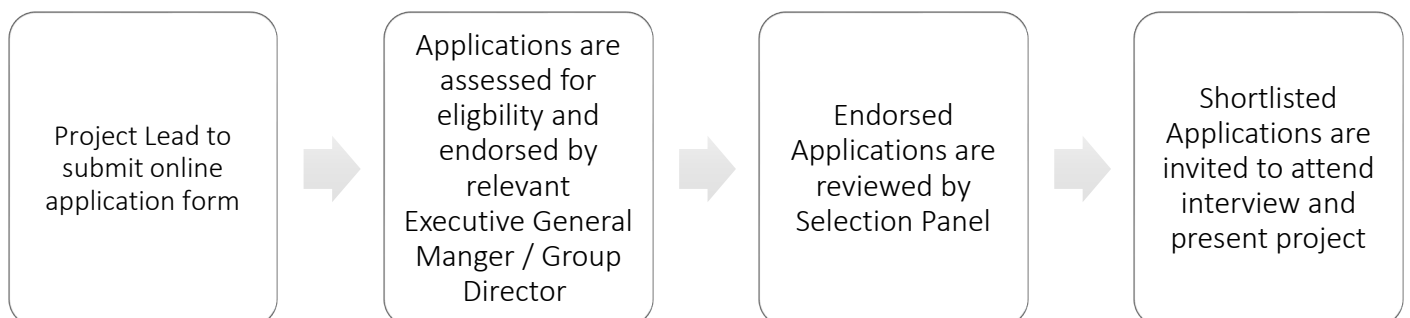 Project Lead to
submit online
application form
Applications are
assessed for
eligbility and
endorsed by
relevant
Executive General
Manger / Group
Director
Endorsed
Applications are
reviewed by
Selection Panel
Shortlisted
Applications are
invited to attend
interview and
present project